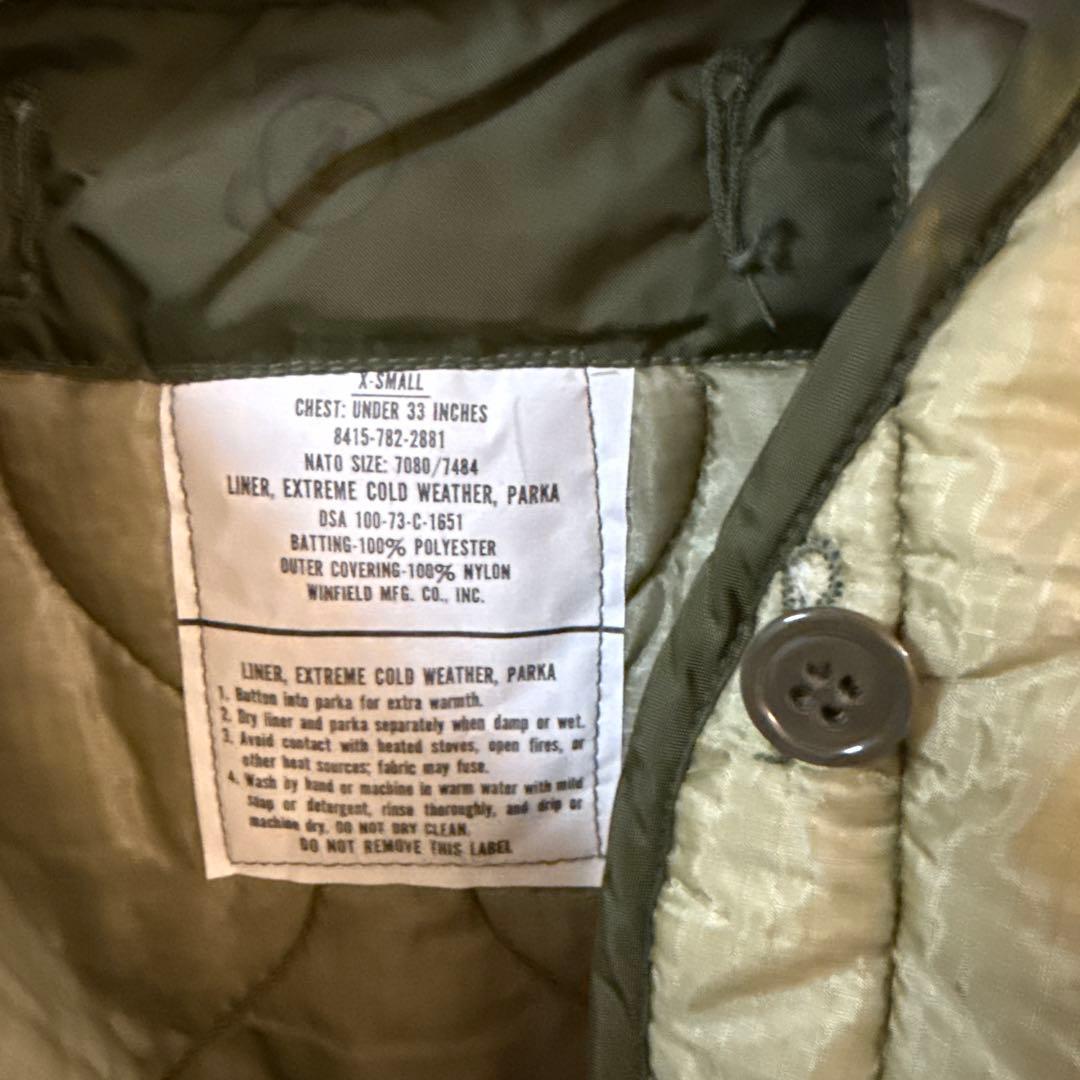 X-SMALL
CHEST: UNDER 33 INCHES
8415-782-2881
NATO SIZE: 7080/7484
LINER, EXTREME COLD WEATHER, PARKA
DSA 100-73-C-1651
BATTING-100% POLYESTER
OUTER COVERING-100% NYLON
WINFIELD MFG. CO., INC.
LINER, EXTREME COLD WEATHER, PARKA
1. Button into parka for extra warmth.
2. Dry liner and parka separately when damp or wet.
3. Avoid contact with heated stoves, open fires, or
other heat sources; fabric may fuse.
4. Wash by hand or machine in warm water with mild
soap or detergent, rinse thoroughly, and drip or
machine dry. DO NOT DRY CLEAN.
DO NOT REMOVE THIS LABEL